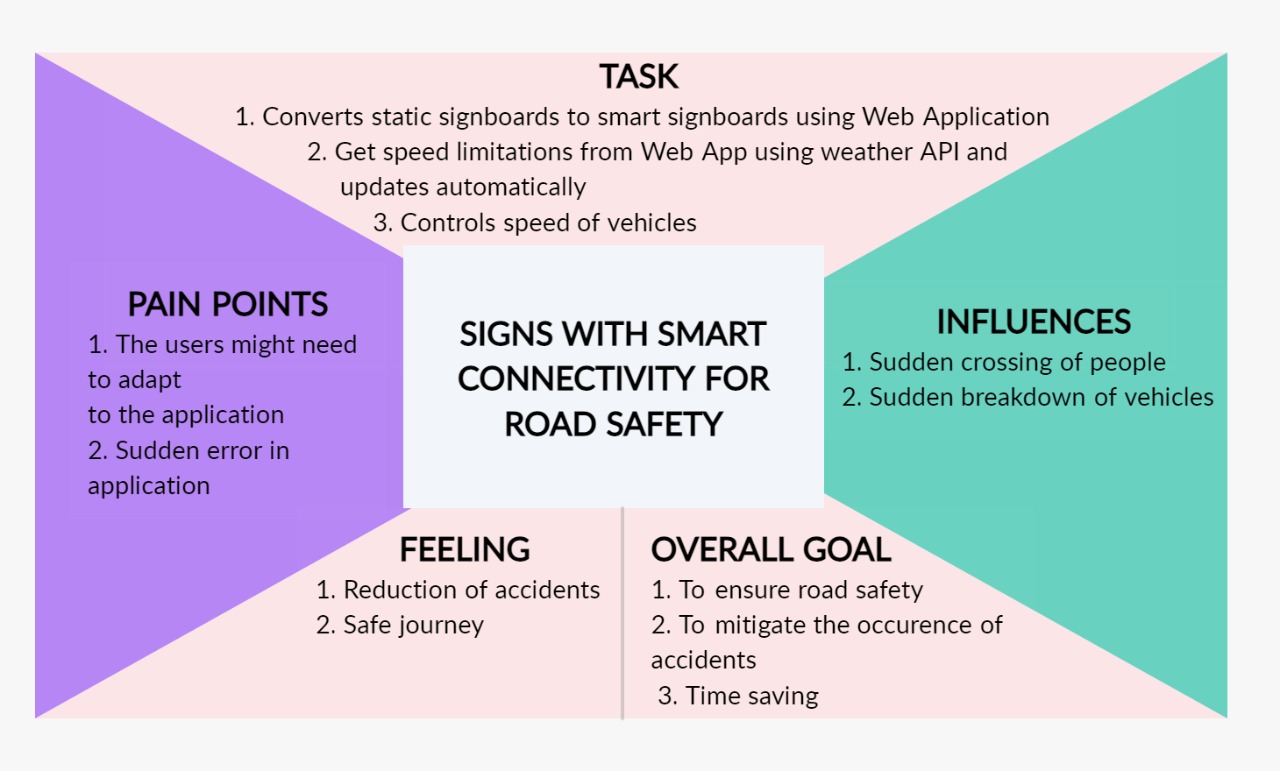 TASK
1. Converts static signboards to smart signboards using Web Application
2. Get speed limitations from Web App using weather API and
updates automatically
3. Controls speed of vehicles
PAIN POINTS
1. The users might need
to adapt
to the application
2. Sudden error in
application
SIGNS WITH SMART
CONNECTIVITY FOR
ROAD SAFETY
INFLUENCES
1. Sudden crossing of people
2. Sudden breakdown of vehicles
FEELING
1. Reduction of accidents
2. Safe journey
OVERALL GOAL
1. To ensure road safety
2. To mitigate the occurence of
accidents
3. Time saving